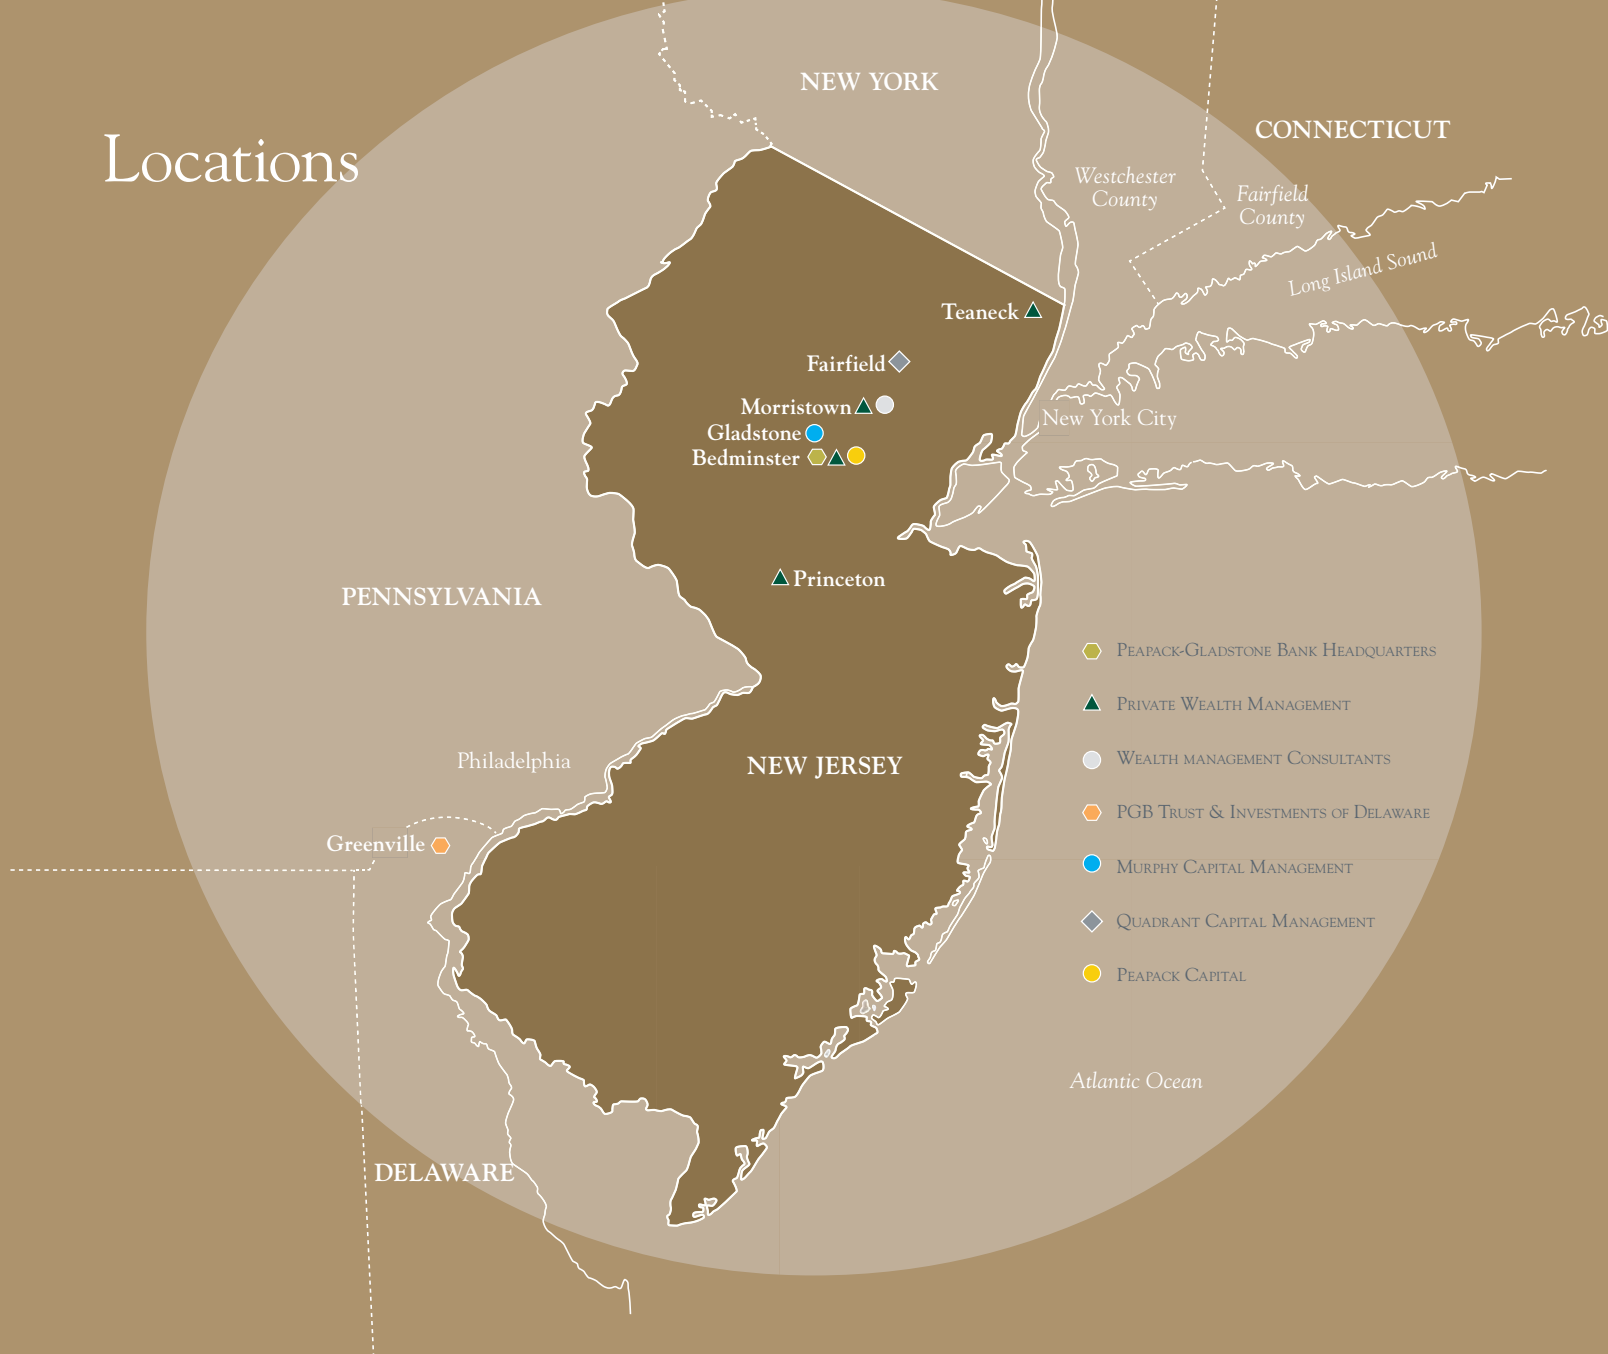 Locations
NEW YORK
CONNECTICUT
Westchester
County
Fairfield
County
Long Island Sound
Teaneck
Fairfield
Morristown
Gladstone
Bedminster
New York City
Princeton
PENNSYLVANIA
Philadelphia
NEW JERSEY
Greenville
Peapack-Gladstone Bank Headquarters
Private Wealth Management
Wealth management Consultants
PGB Trust & Investments of Delaware
Murphy Capital Management
Quadrant Capital Management
Peapack Capital
Atlantic Ocean
DELAWARE